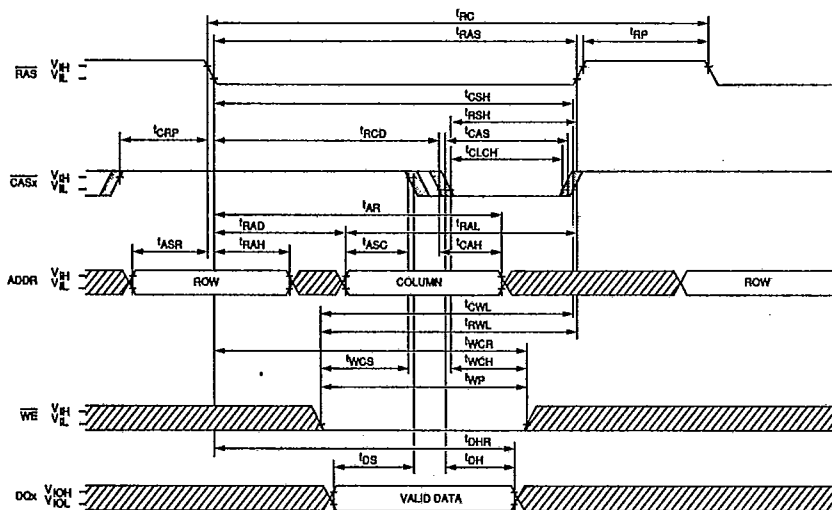 tRC
tRAS
tRP
RAS VIH
VIL
tCSH
tRSH
tCRP
tRCD
tCAS
tCLCH
CASx VIH
VIL
tAR
tRAD
tRAL
tASR
tRAH
tASC
tCAH
ADDR VIH
VIL
ROW
COLUMN
ROW
tCWL
tRWL
tWCR
tWCS
tWCH
tWP
WE VIH
VIL
tDHR
tDS
tDH
DQx VIOH
VIOL
VALID DATA